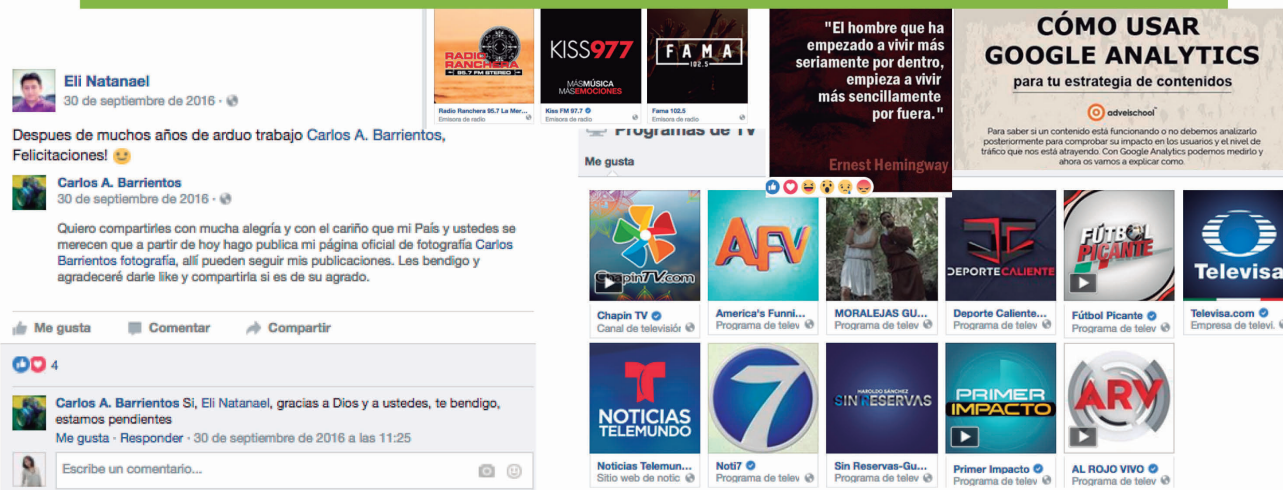 Eli Natanael
30 de septiembre de 2016 ·
Despues de muchos años de arduo trabajo Carlos A. Barrientos,
Felicitaciones!
Carlos A. Barrientos
30 de septiembre de 2016 ·
Quiero compartirles con mucha alegría y con el cariño que mi País y ustedes se
merecen que a partir de hoy hago publica mi página oficial de fotografía Carlos
Barrientos fotografía, allí pueden seguir mis publicaciones. Les bendigo y
agradeceré darle like y compartirla si es de su agrado.
Me gusta Comentar Compartir
4
Carlos A. Barrientos Si, Eli Natanael, gracias a Dios y a ustedes, te bendigo,
estamos pendientes
Me gusta · Responder · 30 de septiembre de 2016 a las 11:25
Escribe un comentario...
RADIO
RANCHERA
95.7 FM STEREO
Radio Ranchera 95.7 La Mer...
Emisora de radio
KISS977
MÁSMÚSICA
MÁSEMOCIONES
Kiss FM 97.7
Emisora de radio
FAMA
102.5
Fama 102.5
Emisora de radio
"El hombre que ha
empezado a vivir más
seriamente por dentro,
empieza a vivir
más sencillamente
por fuera."
Ernest Hemingway
CÓMO USAR
GOOGLE ANALYTICS
para tu estrategia de contenidos
adveischool
Para saber si un contenido está funcionando o no debemos analizarlo
posteriormente para comprobar su impacto en los usuarios y el nivel de
tráfico que nos está atrayendo. Con Google Analytics podemos medirlo y
ahora os vamos a explicar como.
Programas de TV
Me gusta
ChapinTV.com
Chapin TV
Canal de televisión
AFV
America's Funni...
Programa de telev
MORALEJAS GU...
Programa de telev
DEPORTE CALIENTE
Deporte Caliente...
Programa de telev
FÚTBOL
PICANTE
Fútbol Picante
Programa de telev
Televisa
Televisa.com
Empresa de televi.
NOTICIAS
TELEMUNDO
Noticias Telemun...
Sitio web de notic
7
Noti7
Programa de telev
HAROLDO SÁNCHEZ
SIN RESERVAS
Sin Reservas-Gu...
Programa de telev
PRIMER
IMPACTO
Primer Impacto
Programa de telev
ARV
AL ROJO VIVO
Programa de telev